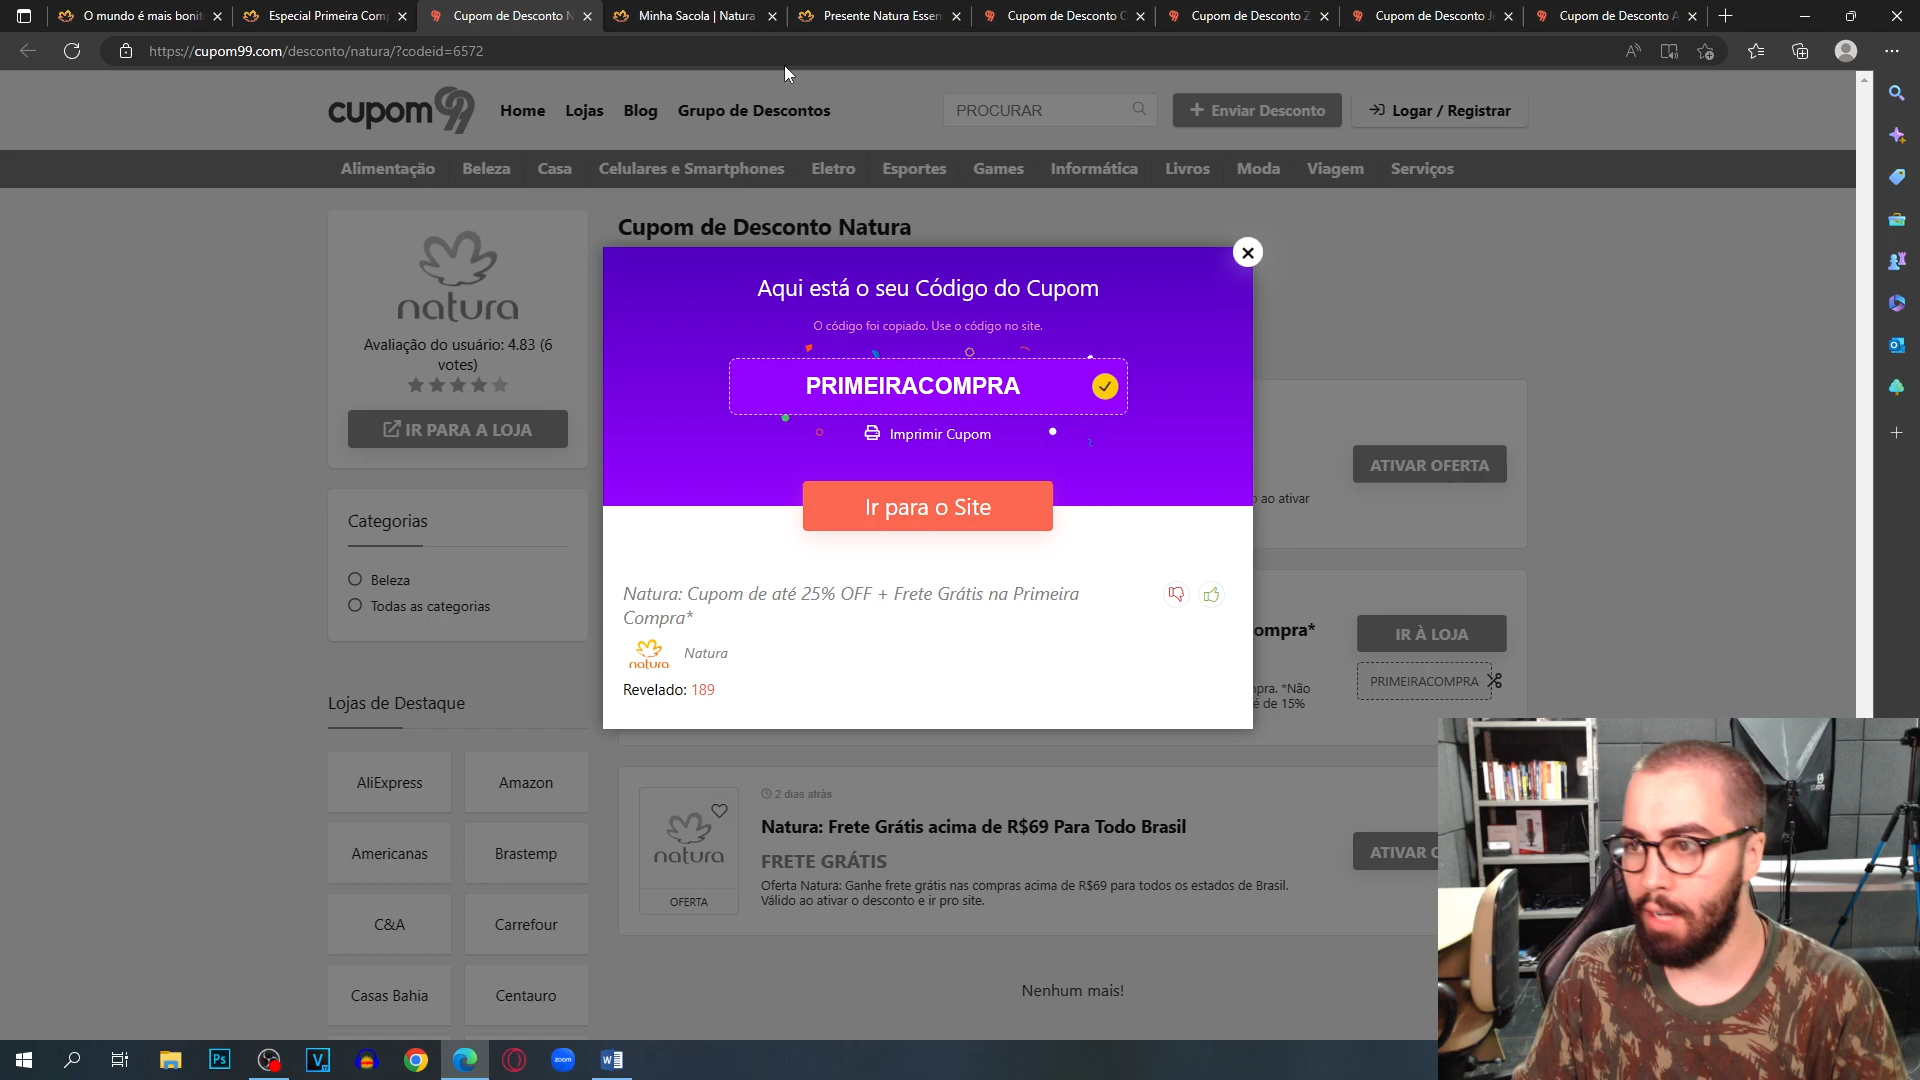 O mundo é mais bonit
Especial Primeira Comp
Cupom de Desconto N
Minha Sacola | Natura
Presente Natura Essen
Cupom de Desconto C
Cupom de Desconto Z
Cupom de Desconto J
Cupom de Desconto A
https://cupom99.com/desconto/natura/?codeid=6572
cupom99
Home
Lojas
Blog
Grupo de Descontos
PROCURAR
Enviar Desconto
Logar / Registrar
Alimentação
Beleza
Casa
Celulares e Smartphones
Eletro
Esportes
Games
Informática
Livros
Moda
Viagem
Serviços
natura
Avaliação do usuário: 4.83 (6
votes)
IR PARA A LOJA
Categorias
Beleza
Todas as categorias
Lojas de Destaque
AliExpress
Amazon
Americanas
Brastemp
C&A
Carrefour
Casas Bahia
Centauro
Cupom de Desconto Natura
Aqui está o seu Código do Cupom
O código foi copiado. Use o código no site.
PRIMEIRACOMPRA
Imprimir Cupom
Ir para o Site
Natura: Cupom de até 25% OFF + Frete Grátis na Primeira
Compra*
natura
Natura
Revelado: 189
ATIVAR OFERTA
o ao ativar
ompra*
IR À LOJA
PRIMEIRACOMPRA
pra. *Não
é de 15%
2 dias atrás
natura
OFERTA
Natura: Frete Grátis acima de R$69 Para Todo Brasil
FRETE GRÁTIS
Oferta Natura: Ganhe frete grátis nas compras acima de R$69 para todos os estados de Brasil.
Válido ao ativar o desconto e ir pro site.
ATIVAR
Nenhum mais!
Ps
V
zoom